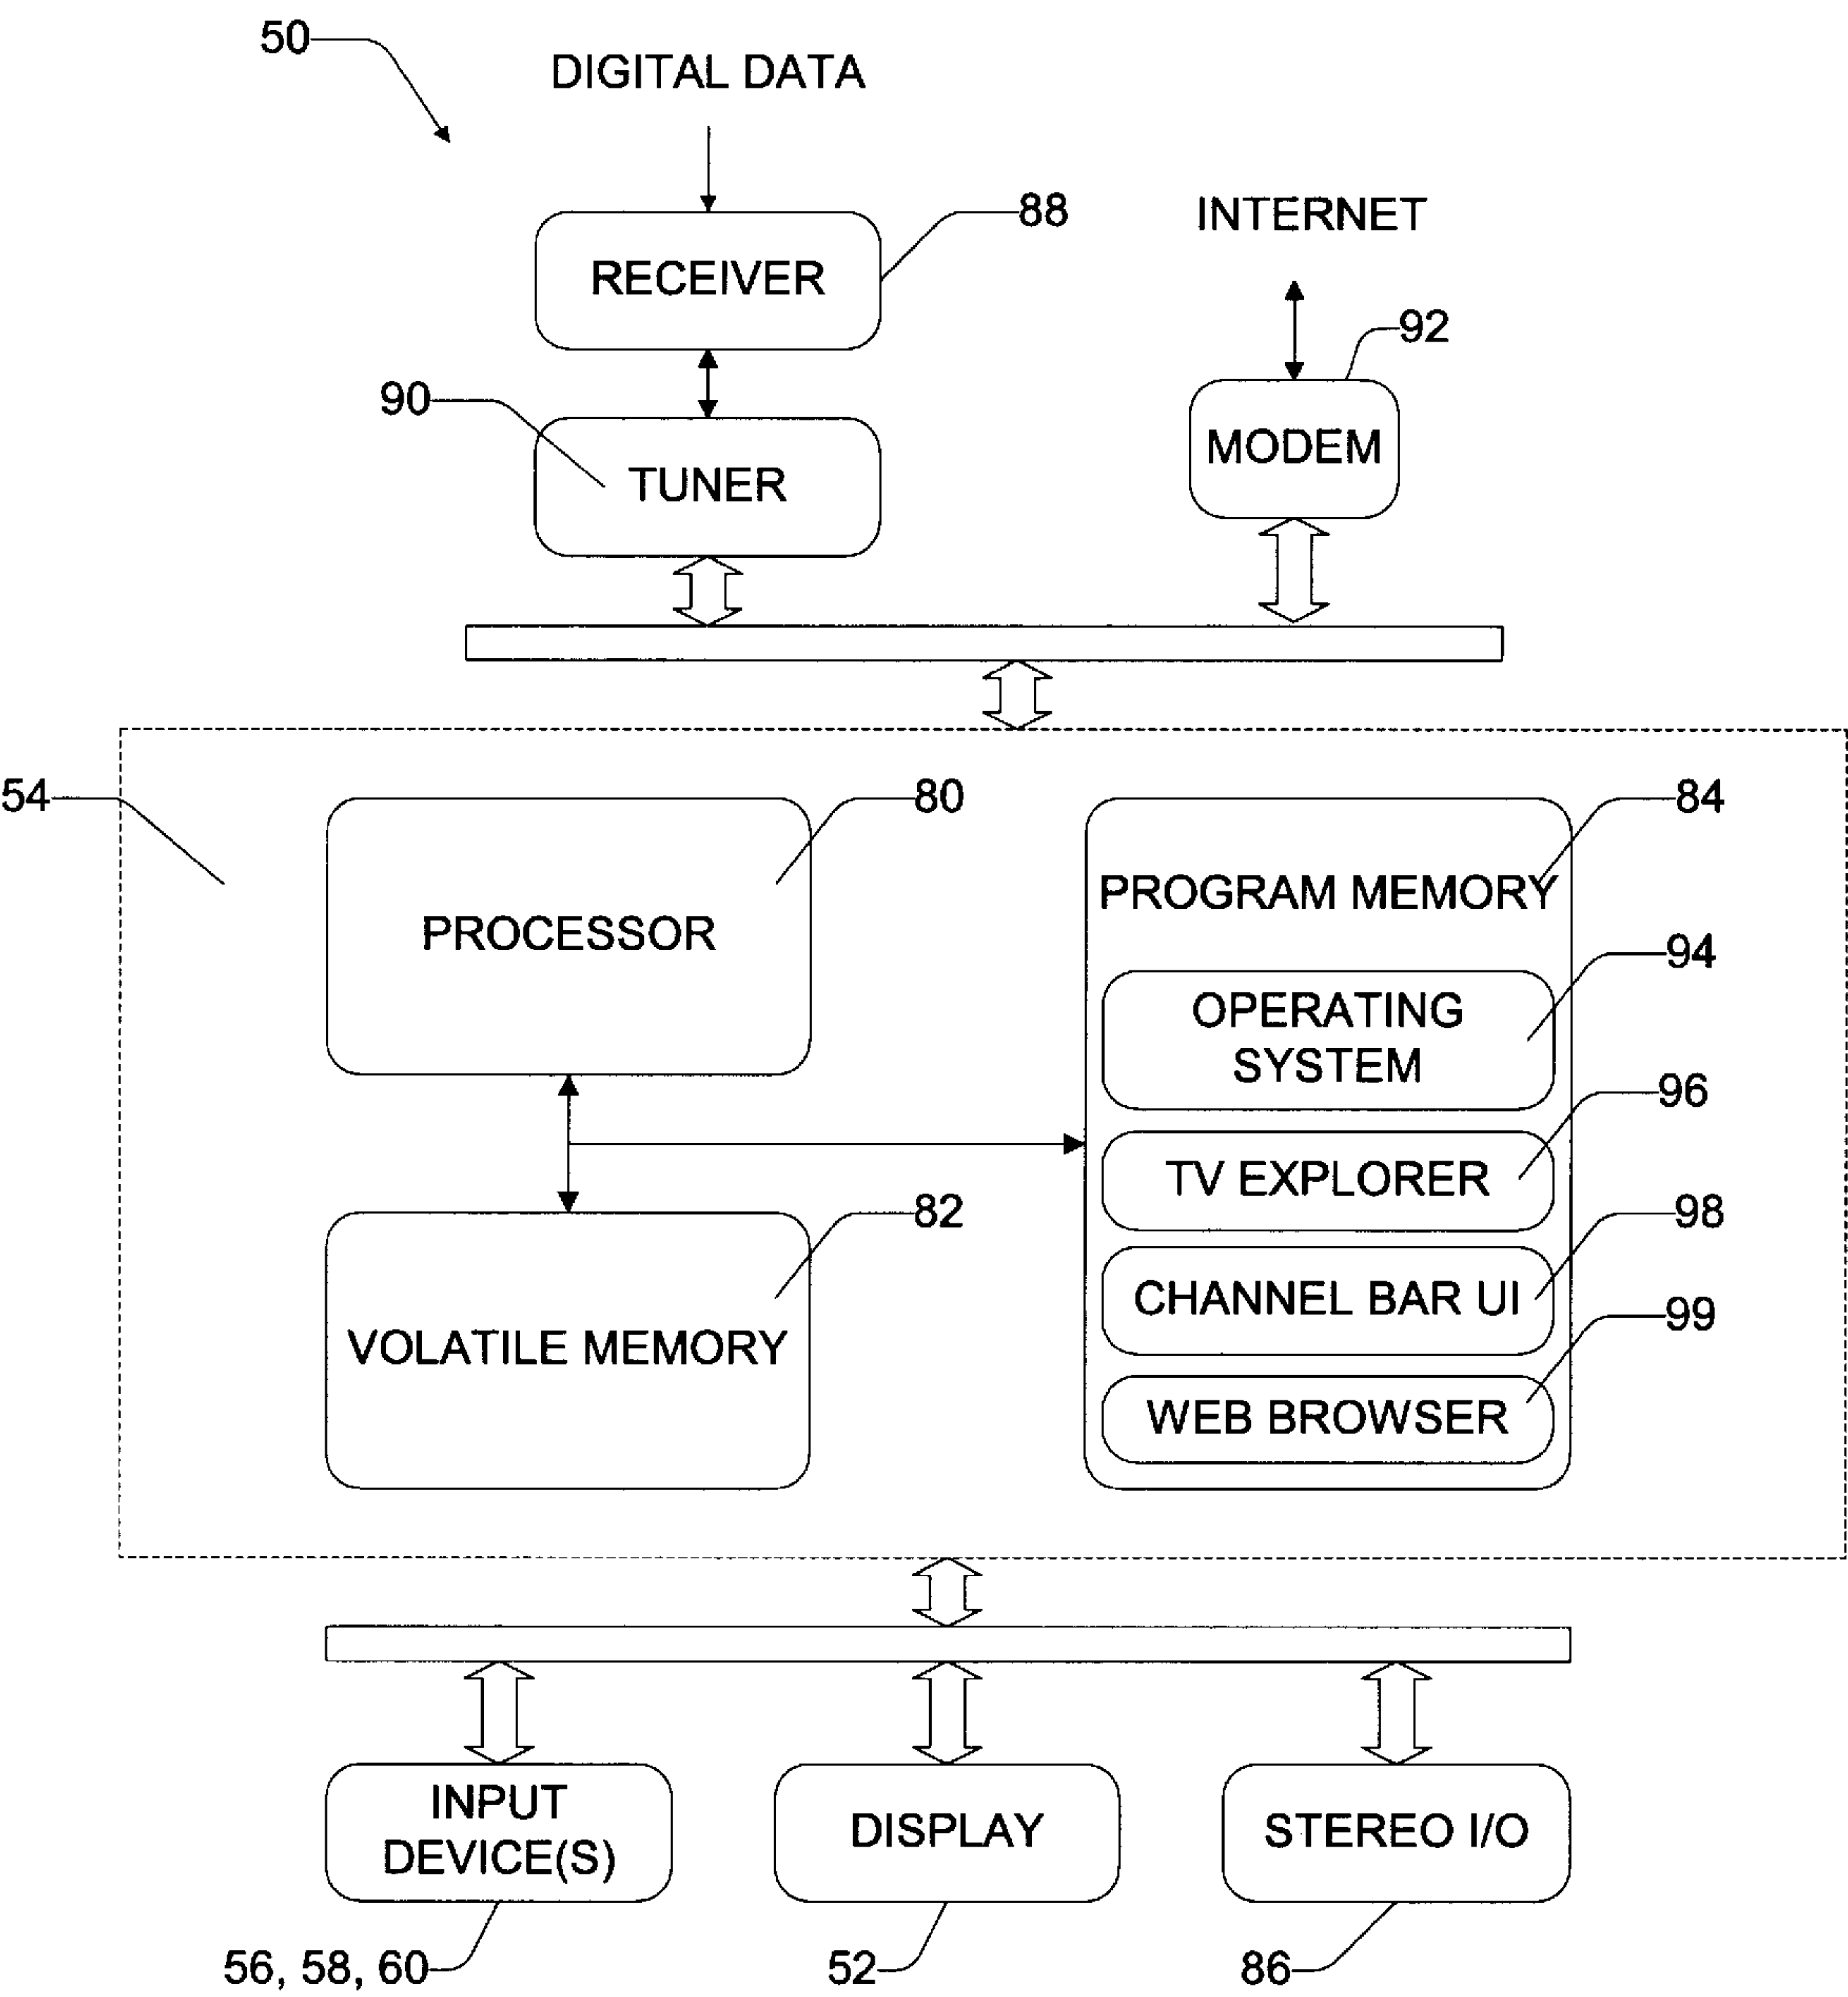 50
DIGITAL DATA
88
RECEIVER
INTERNET
92
90
TUNER
MODEM
54
80
84
PROCESSOR
PROGRAM MEMORY
94
OPERATING
SYSTEM
96
TV EXPLORER
82
98
CHANNEL BAR UI
VOLATILE MEMORY
99
WEB BROWSER
INPUT
DEVICE(S)
DISPLAY
STEREO I/O
56, 58, 60
52
86